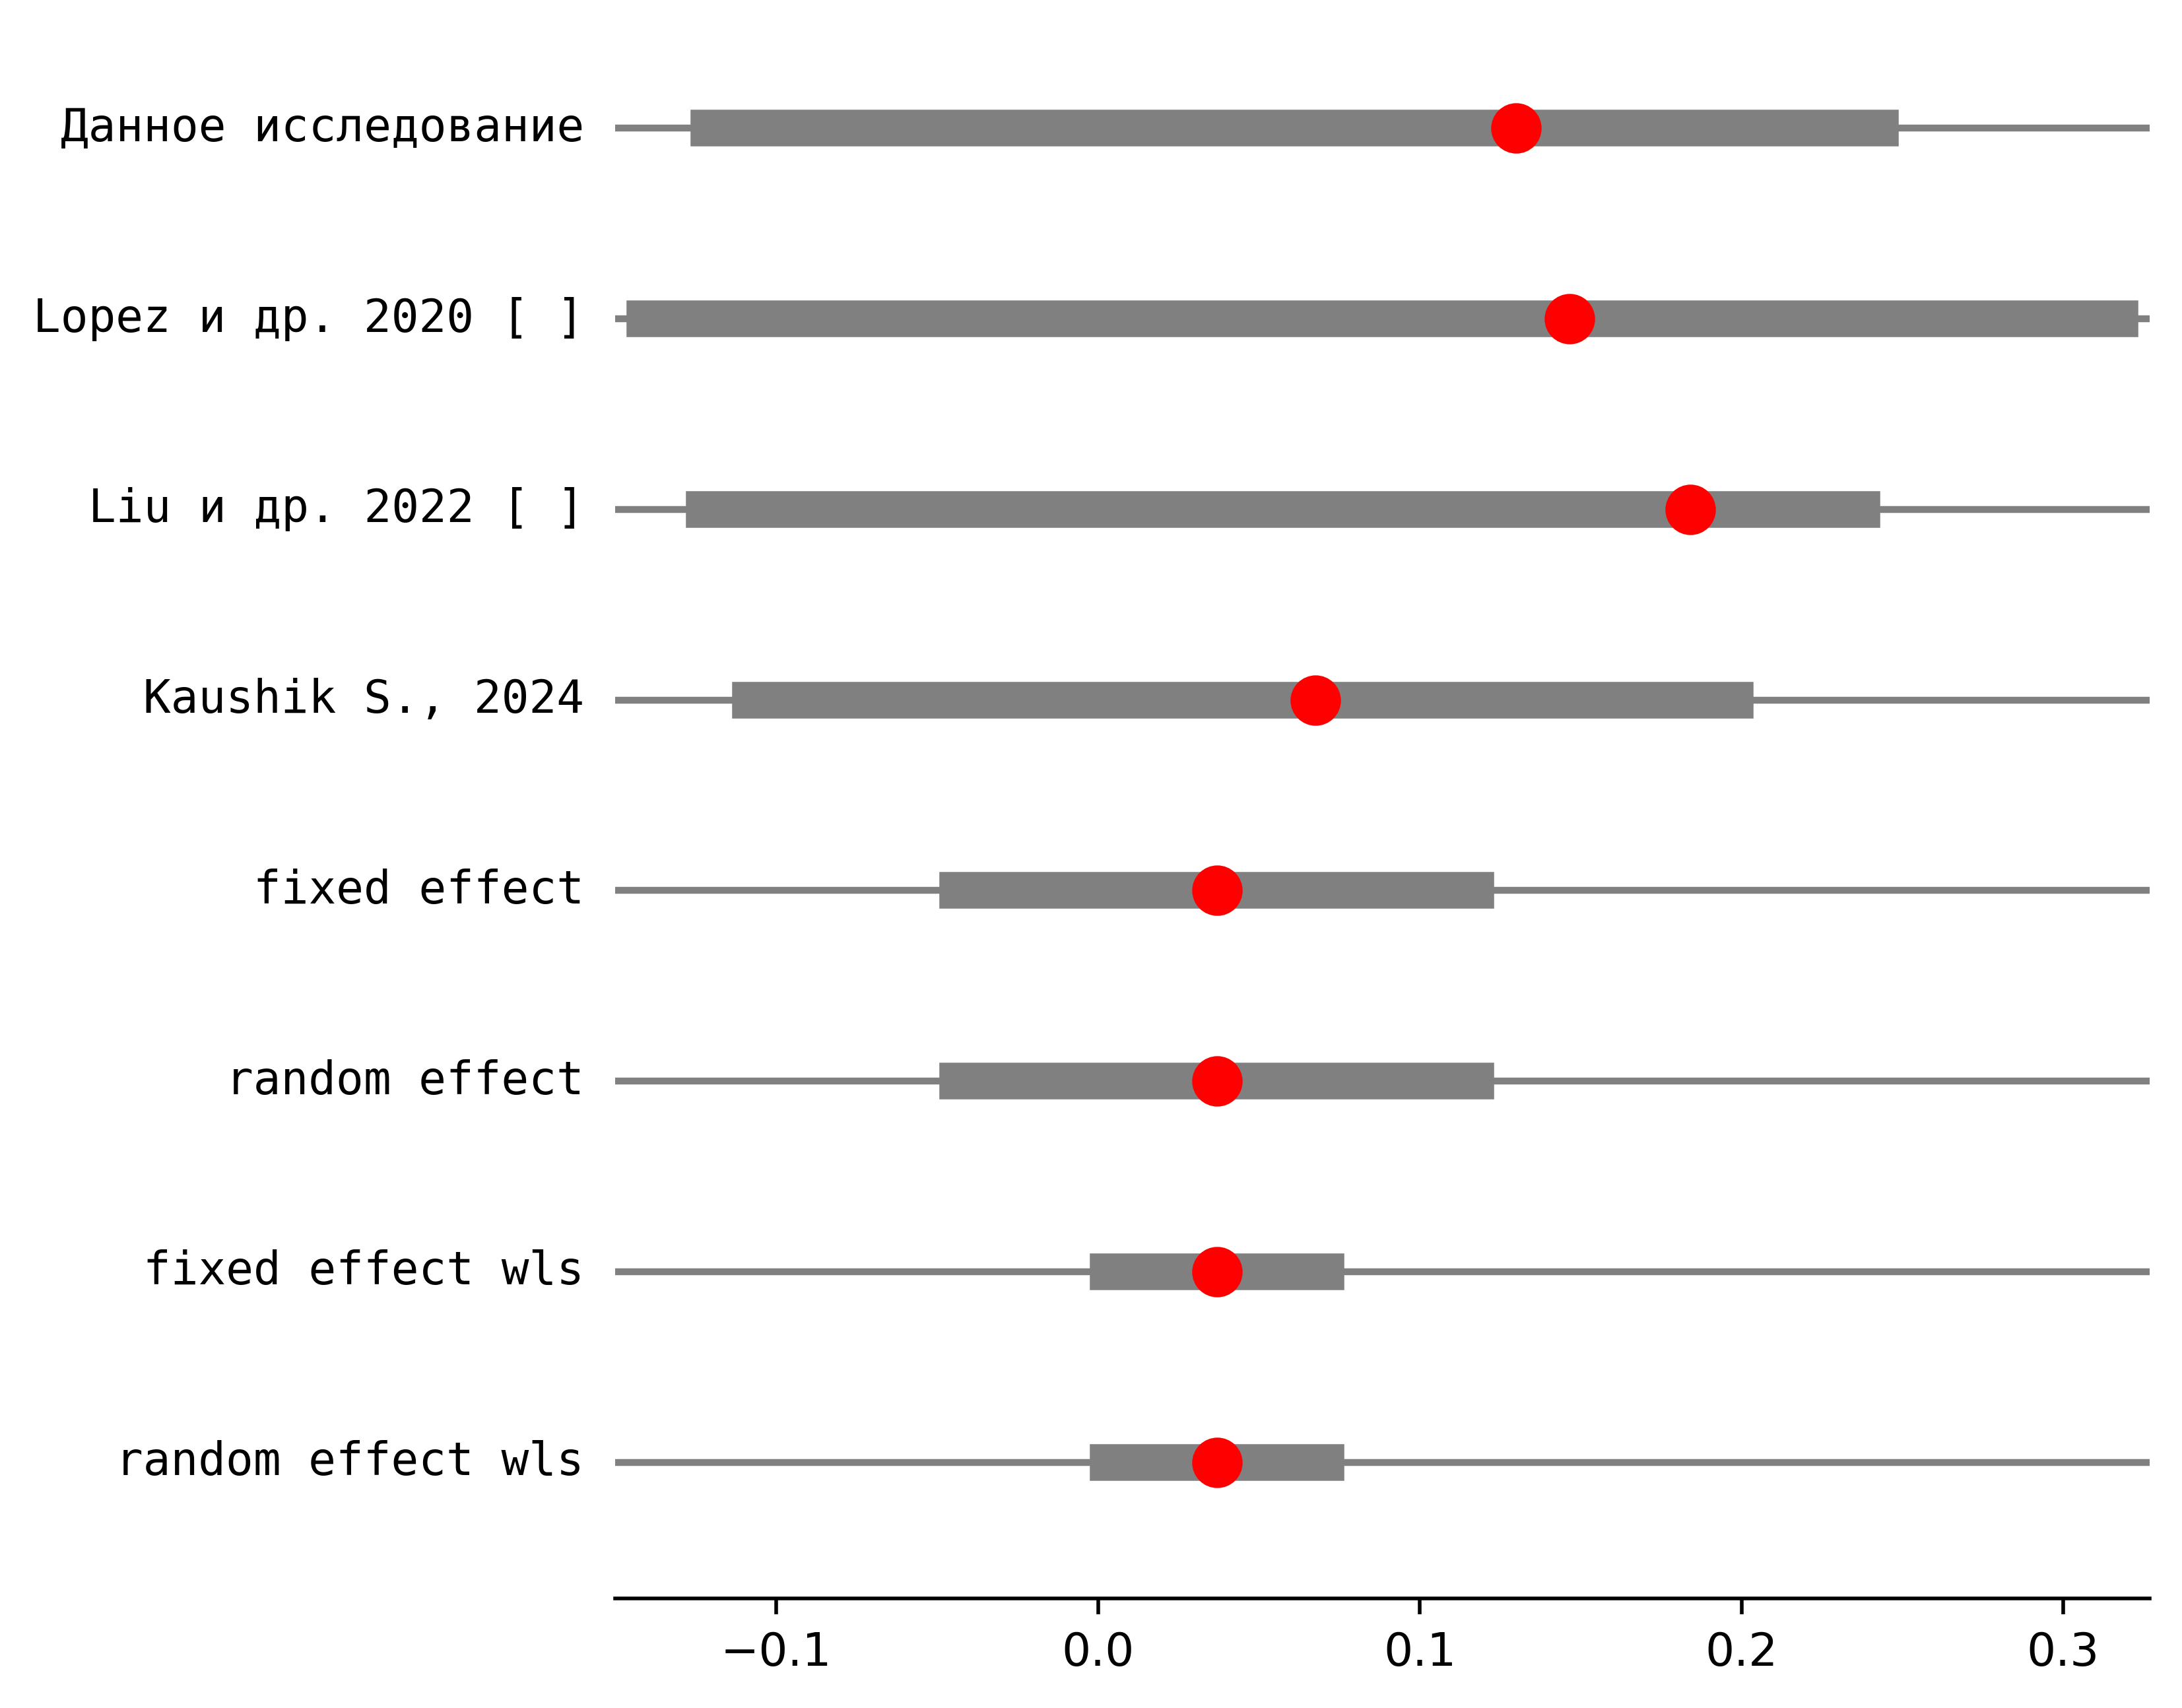 Данное исследование
Lopez и др. 2020 [ ]
Liu и др. 2022 [ ]
Kaushik S., 2024
fixed effect
random effect
fixed effect wls
random effect wls
−0.1 0.0 0.1 0.2 0.3